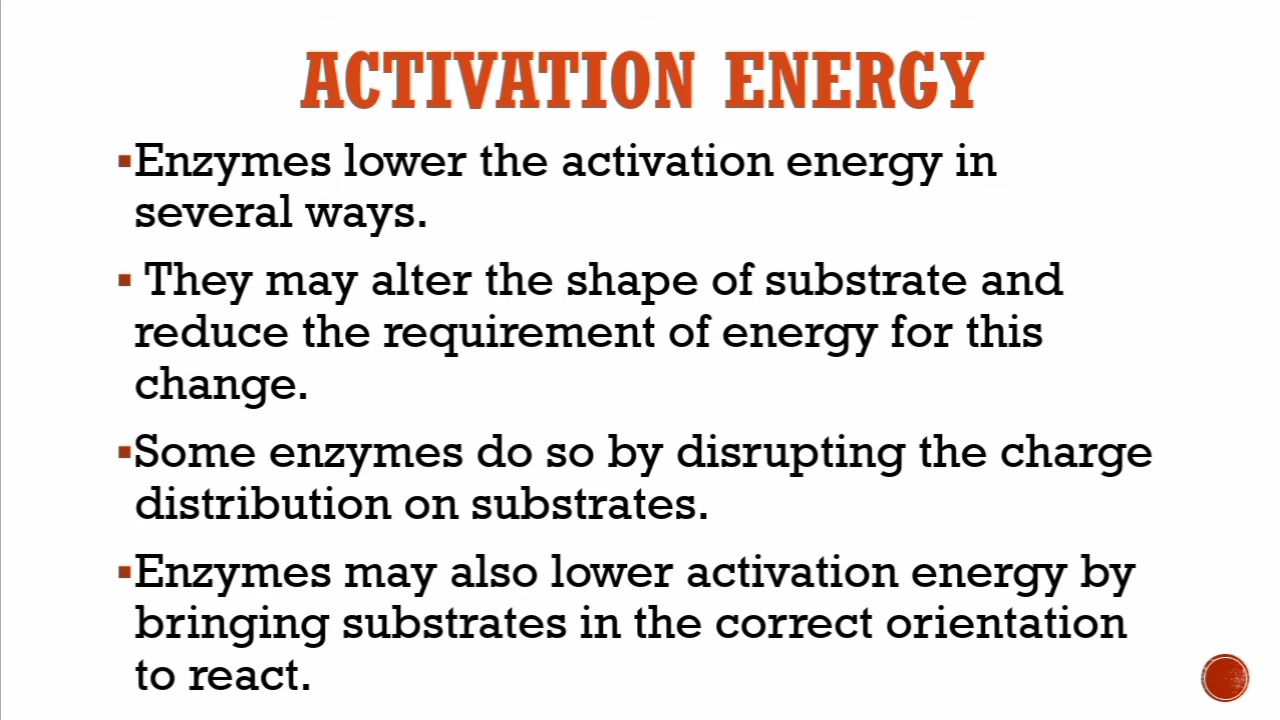 ACTIVATION ENERGY
▪Enzymes lower the activation energy in
several ways.
▪ They may alter the shape of substrate and
reduce the requirement of energy for this
change.
▪Some enzymes do so by disrupting the charge
distribution on substrates.
▪Enzymes may also lower activation energy by
bringing substrates in the correct orientation
to react.